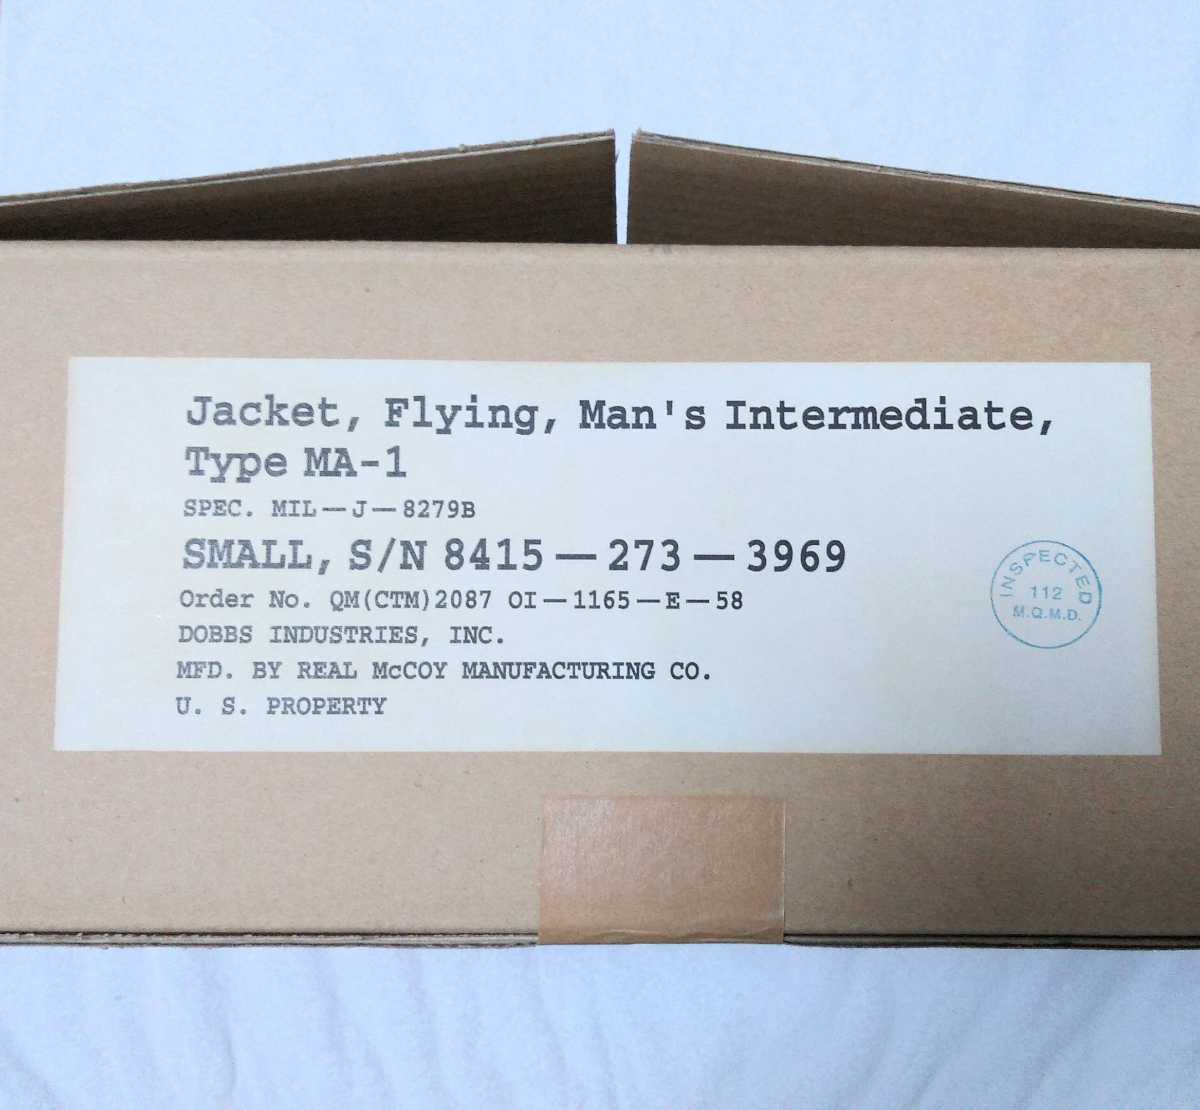 Jacket, Flying, Man's Intermediate,
Type MA-1
SPEC. MIL—J—8279B
SMALL, S/N 8415—273—3969
Order No. QM(CTM)2087 OI—1165—E—58
DOBBS INDUSTRIES, INC.
MFD. BY REAL McCOY MANUFACTURING CO.
U. S. PROPERTY
INSPECTED
112
M.Q.M.D.